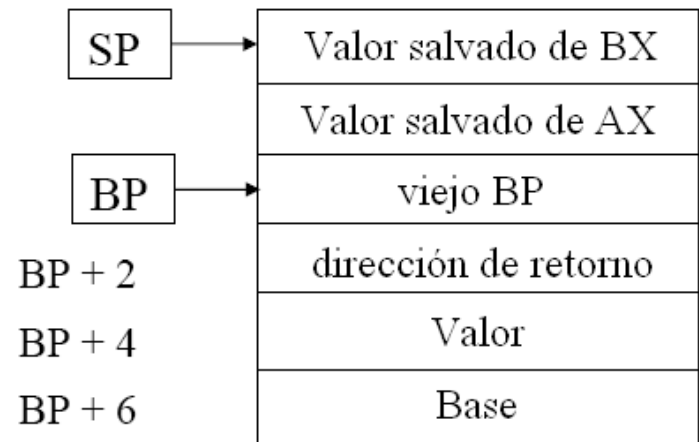 SP
Valor salvado de BX
Valor salvado de AX
BP
viejo BP
BP + 2
dirección de retorno
BP + 4
Valor
BP + 6
Base